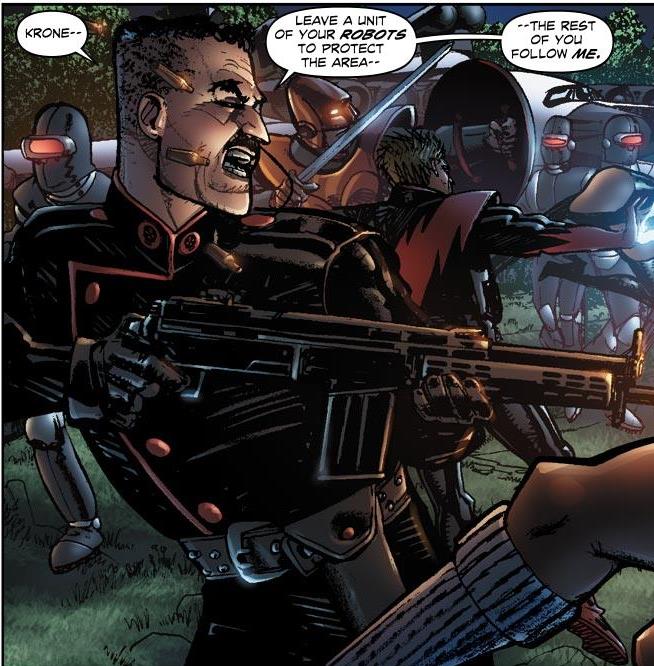 KRONE--
LEAVE A UNIT
OF YOUR ROBOTS
TO PROTECT
THE AREA--
--THE REST
OF YOU
FOLLOW ME.